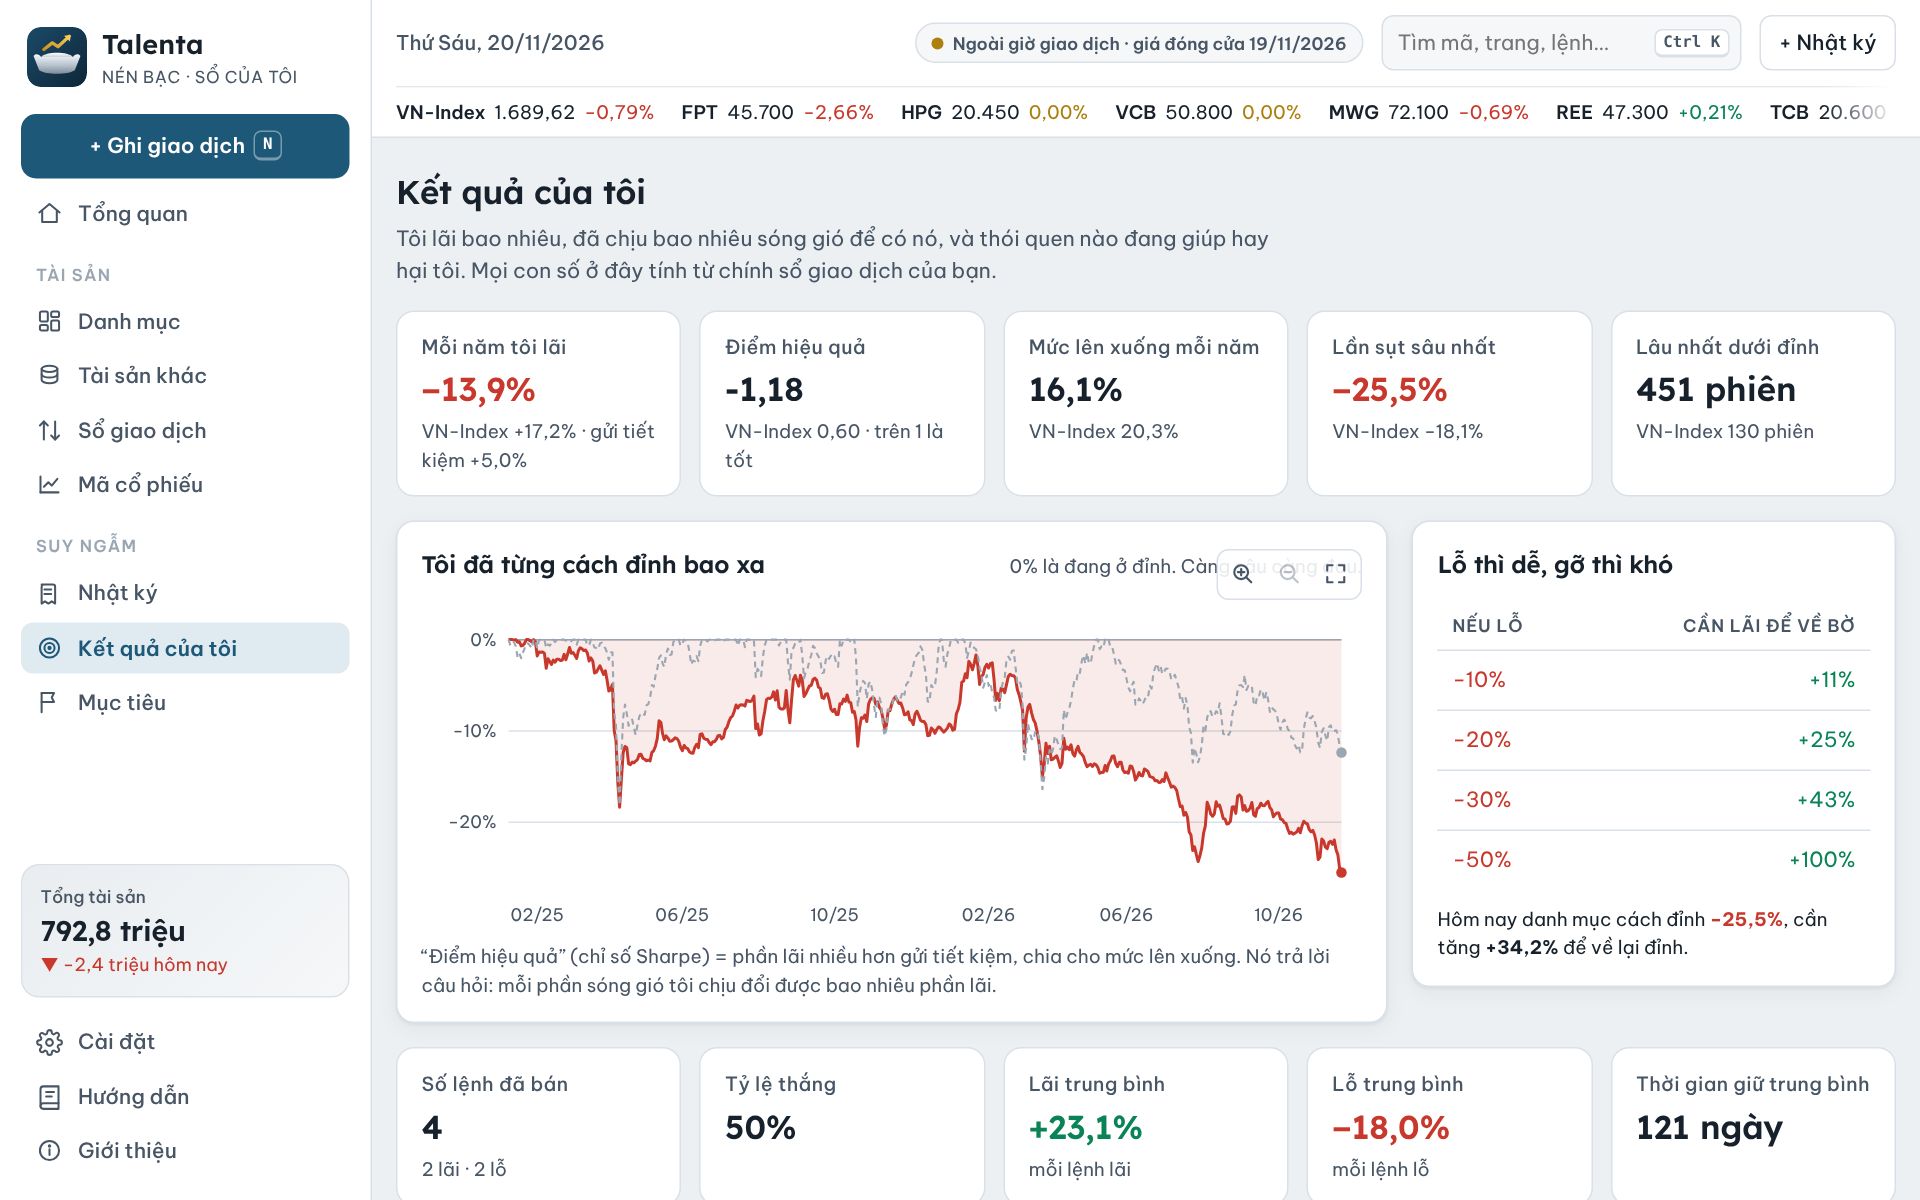 Talenta
NÉN BẠC · SỔ CỦA TÔI
+ Ghi giao dịch N
Tổng quan
TÀI SẢN
Danh mục
Tài sản khác
Sổ giao dịch
Mã cổ phiếu
SUY NGẪM
Nhật ký
Kết quả của tôi
Mục tiêu
Tổng tài sản
792,8 triệu
▼ −2,4 triệu hôm nay
Cài đặt
Hướng dẫn
Giới thiệu
Thứ Sáu, 20/11/2026
Ngoài giờ giao dịch · giá đóng cửa 19/11/2026
Tìm mã, trang, lệnh... Ctrl K
+ Nhật ký
VN-Index 1.689,62 −0,79% FPT 45.700 −2,66% HPG 20.450 0,00% VCB 50.800 0,00% MWG 72.100 −0,69% REE 47.300 +0,21% TCB 20.600
Kết quả của tôi
Tôi lãi bao nhiêu, đã chịu bao nhiêu sóng gió để có nó, và thói quen nào đang giúp hay
hại tôi. Mọi con số ở đây tính từ chính sổ giao dịch của bạn.
Mỗi năm tôi lãi
−13,9%
VN-Index +17,2% · gửi tiết
kiệm +5,0%
Điểm hiệu quả
-1,18
VN-Index 0,60 · trên 1 là
tốt
Mức lên xuống mỗi năm
16,1%
VN-Index 20,3%
Lần sụt sâu nhất
−25,5%
VN-Index −18,1%
Lâu nhất dưới đỉnh
451 phiên
VN-Index 130 phiên
Tôi đã từng cách đỉnh bao xa
0% là đang ở đỉnh. Càng sâu càng đau.
0%
−10%
−20%
02/25 06/25 10/25 02/26 06/26 10/26
“Điểm hiệu quả” (chỉ số Sharpe) = phần lãi nhiều hơn gửi tiết kiệm, chia cho mức lên xuống. Nó trả lời
câu hỏi: mỗi phần sóng gió tôi chịu đổi được bao nhiêu phần lãi.
Lỗ thì dễ, gỡ thì khó
NẾU LỖ CẦN LÃI ĐỂ VỀ BỜ
−10% +11%
−20% +25%
−30% +43%
−50% +100%
Hôm nay danh mục cách đỉnh −25,5%, cần
tăng +34,2% để về lại đỉnh.
Số lệnh đã bán
4
2 lãi · 2 lỗ
Tỷ lệ thắng
50%
Lãi trung bình
+23,1%
mỗi lệnh lãi
Lỗ trung bình
−18,0%
mỗi lệnh lỗ
Thời gian giữ trung bình
121 ngày